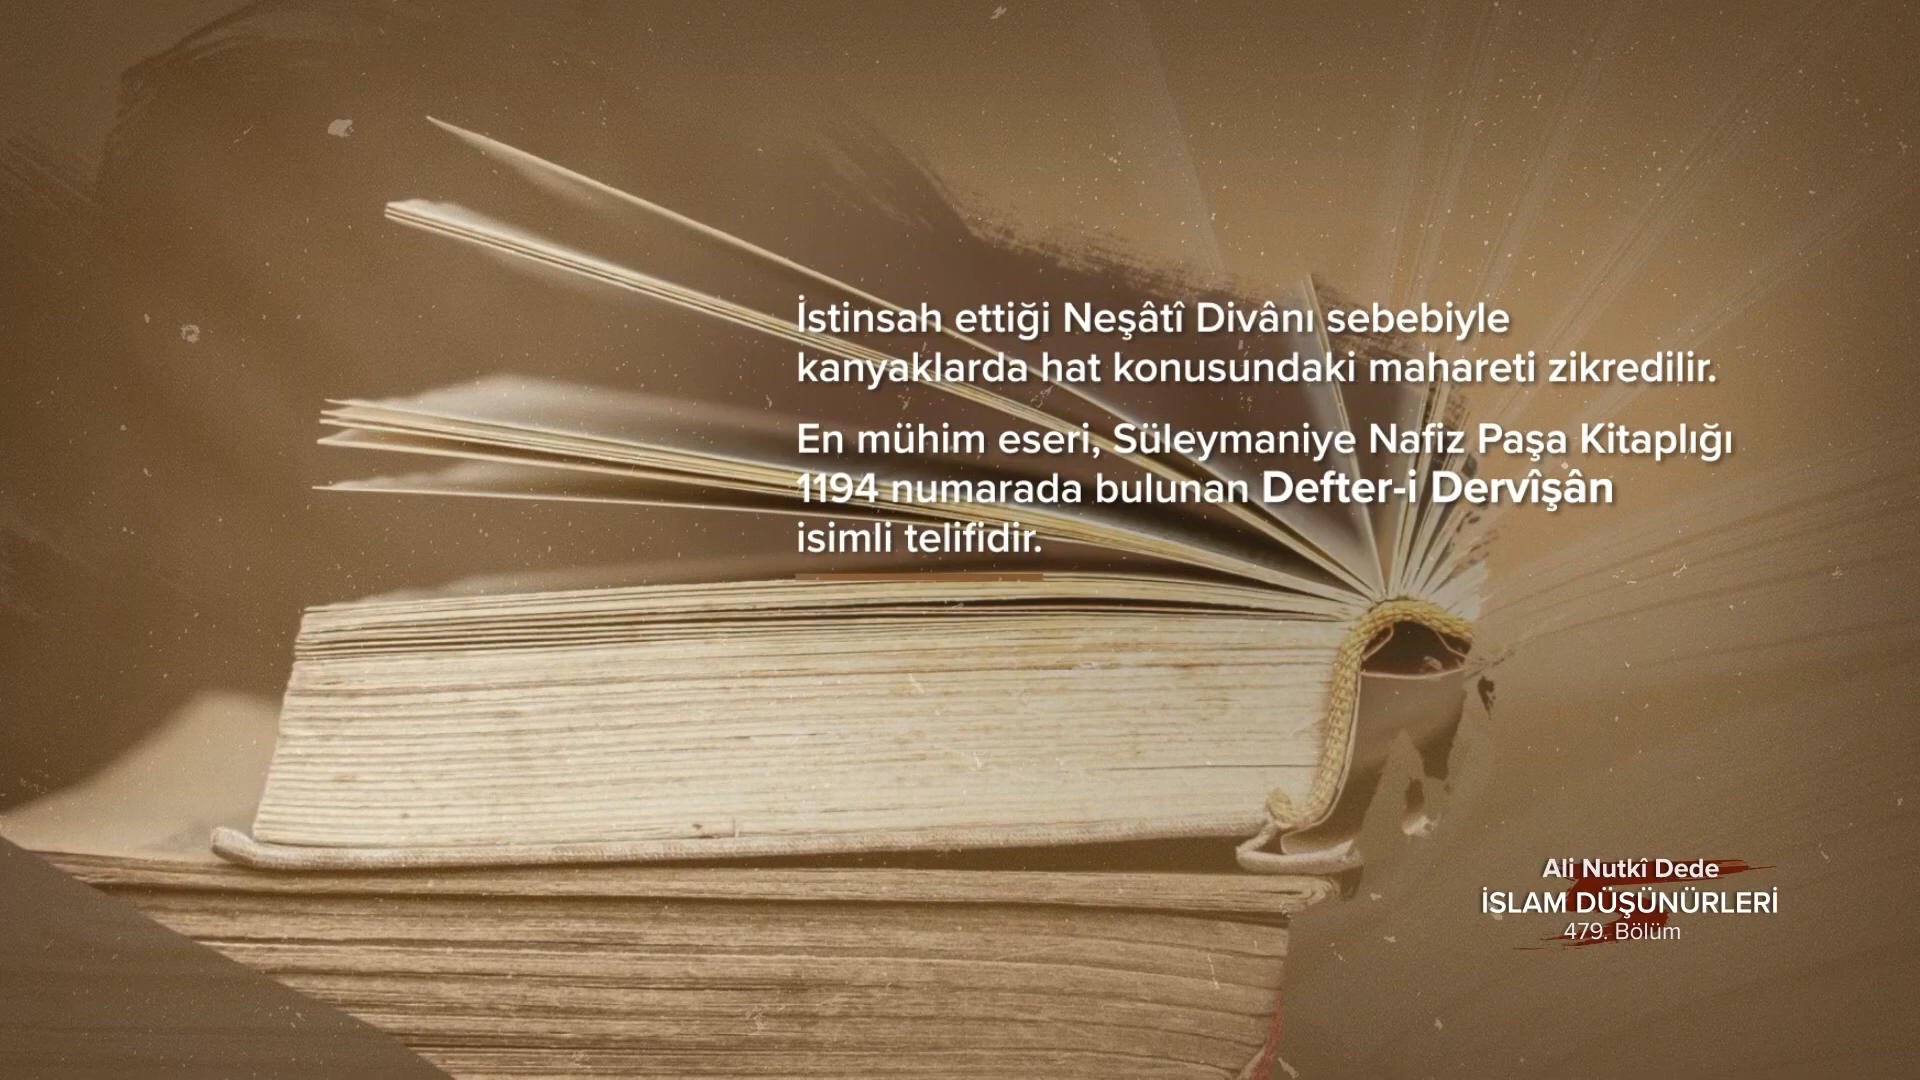 İstinsah ettiği Neşâtî Divânı sebebiyle
kanyaklarda hat konusundaki mahareti zikredilir.
En mühim eseri, Süleymaniye Nafiz Paşa Kitaplığı
1194 numarada bulunan Defter-i Dervîşân
isimli telifidir.
Ali Nutkî Dede
İSLAM DÜŞÜNÜRLERİ
479. Bölüm